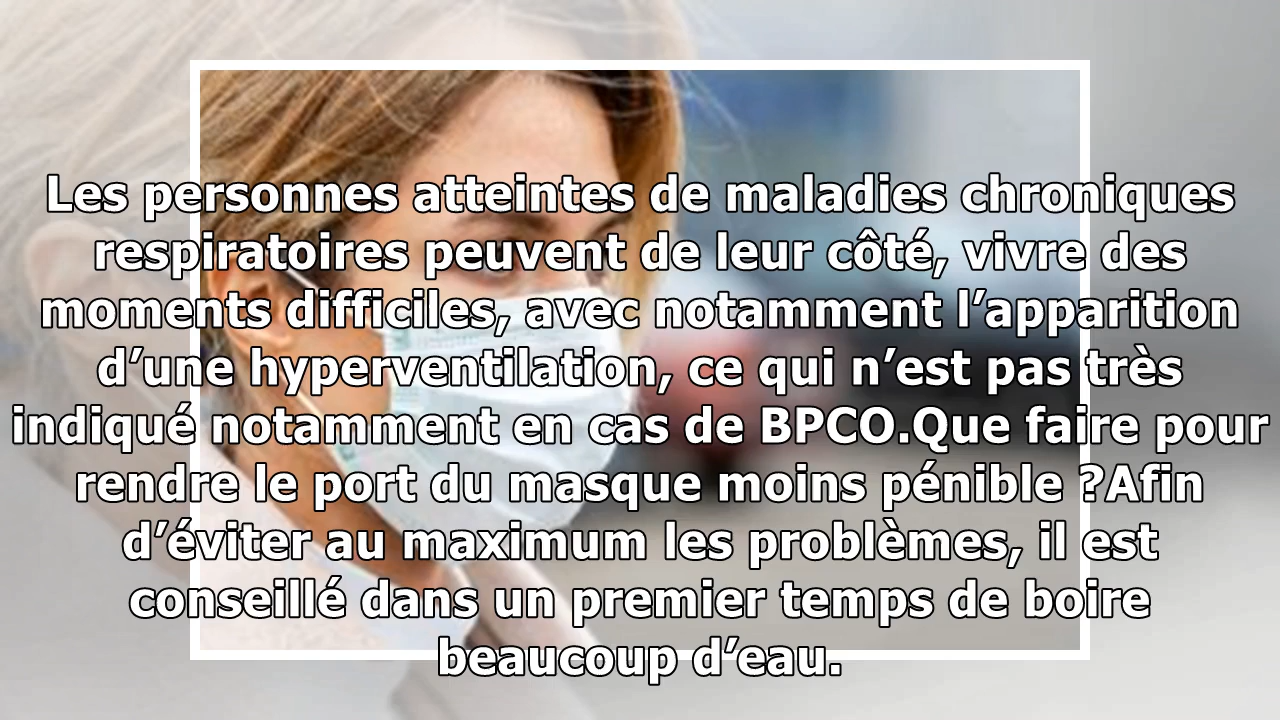 Les personnes atteintes de maladies chroniques
respiratoires peuvent de leur côté, vivre des
moments difficiles, avec notamment l’apparition
d’une hyperventilation, ce qui n’est pas très
indiqué notamment en cas de BPCO.Que faire pour
rendre le port du masque moins pénible ?Afin
d’éviter au maximum les problèmes, il est
conseillé dans un premier temps de boire
beaucoup d’eau.